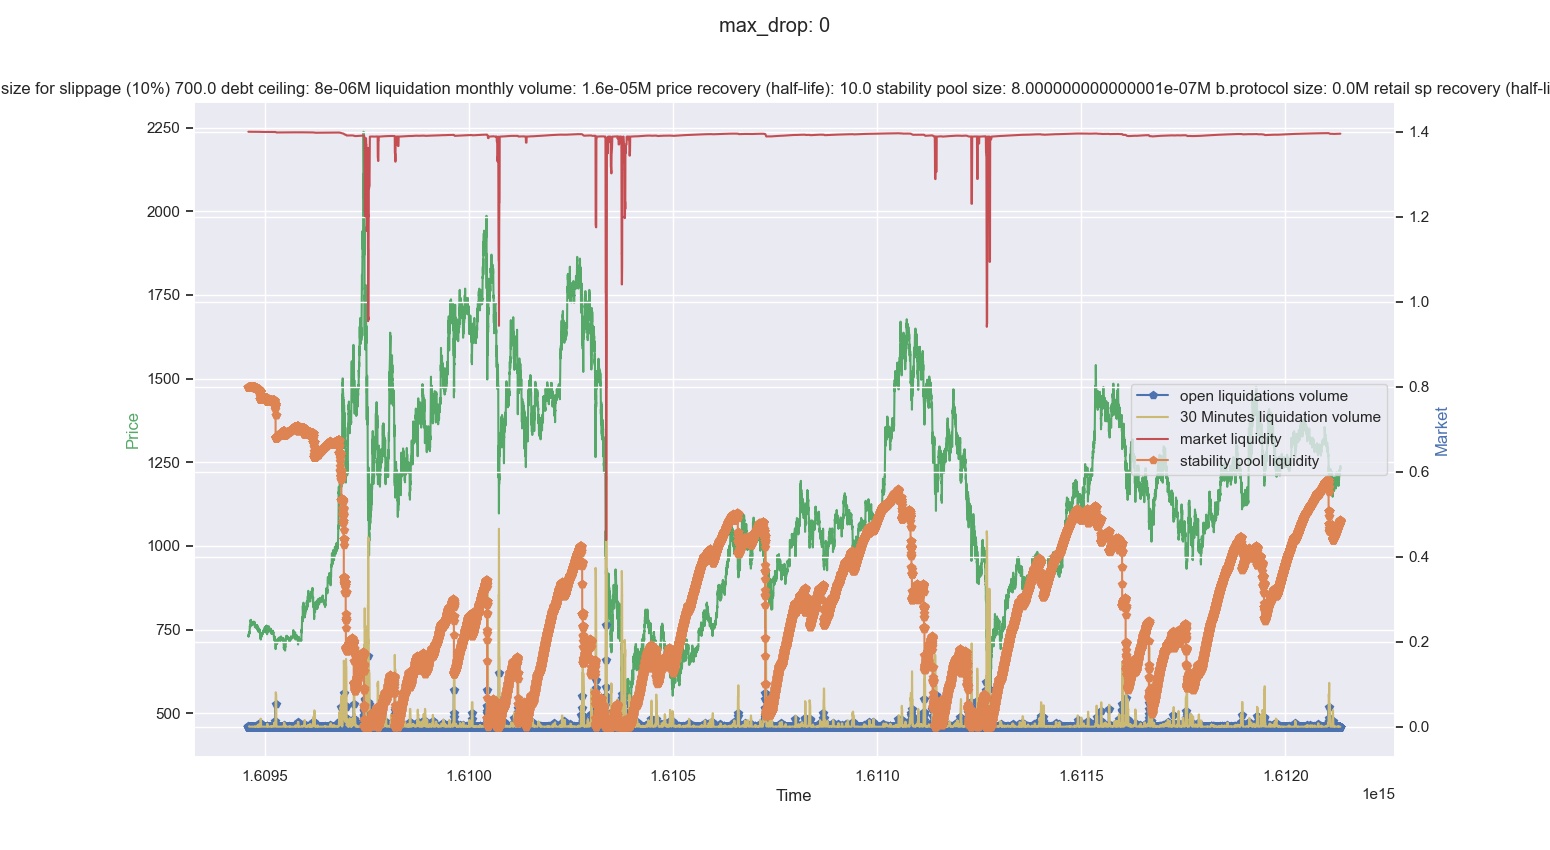 max_drop: 0
size for slippage (10%) 700.0 debt ceiling: 8e-06M liquidation monthly volume: 1.6e-05M price recovery (half-life): 10.0 stability pool size: 8.000000000000001e-07M b.protocol size: 0.0M retail sp recovery (half-li
2250
2000
1750
1500
1250
1000
750
500
Price
1.4
1.2
1.0
0.8
0.6
0.4
0.2
0.0
Market
open liquidations volume
30 Minutes liquidation volume
market liquidity
stability pool liquidity
1.6095
1.6100
1.6105
1.6110
1.6115
1.6120
1e15
Time